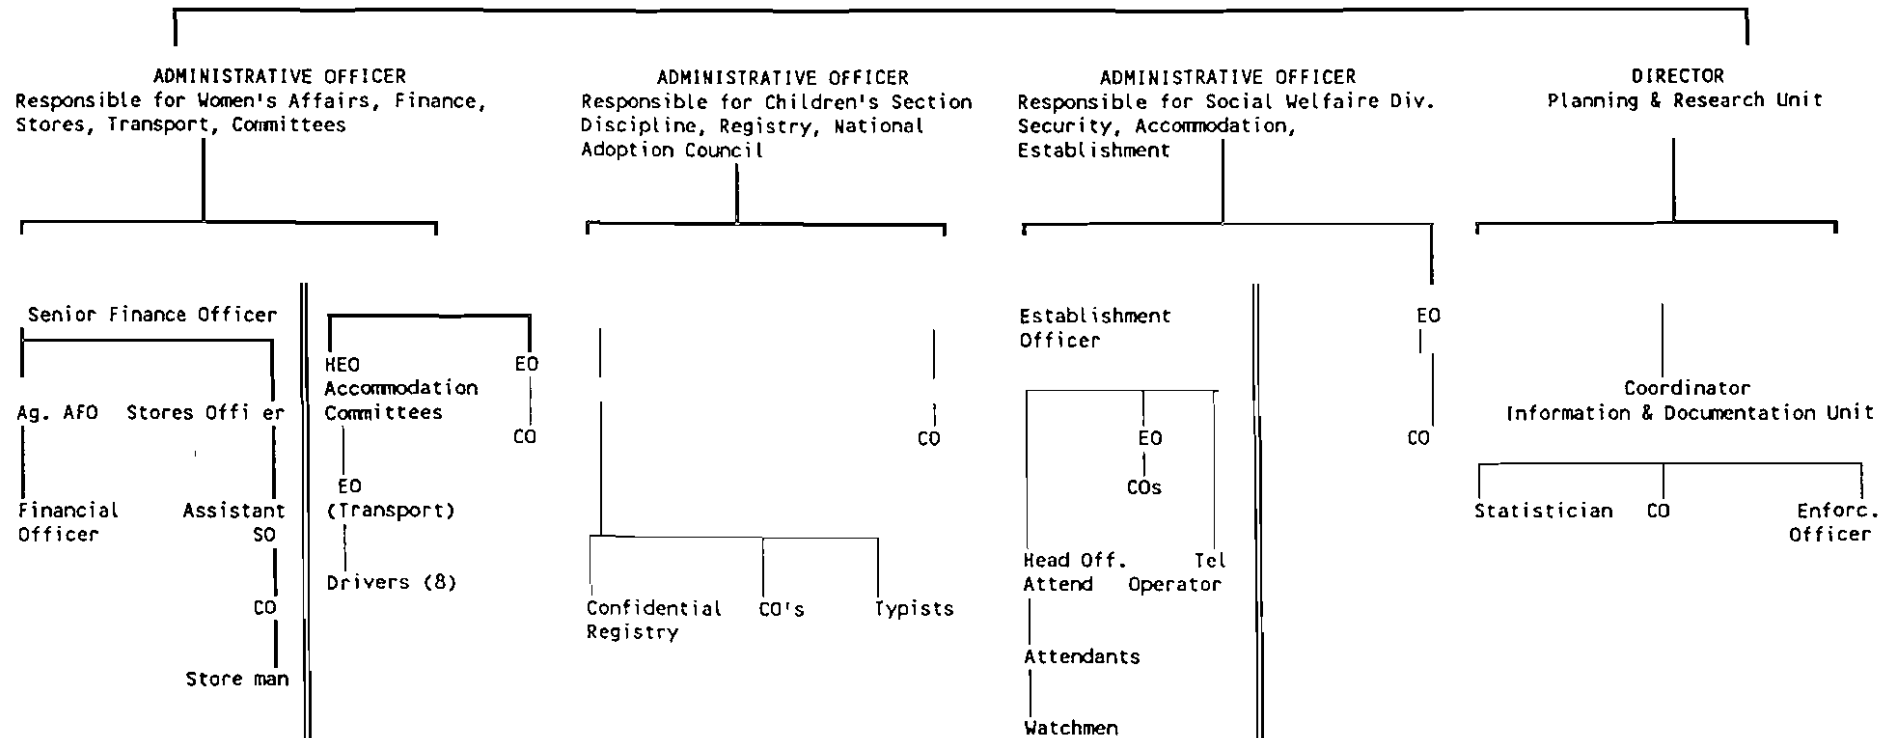 ADMINISTRATIVE OFFICER
Responsible for Women's Affairs, Finance,
Stores, Transport, Committees
ADMINISTRATIVE OFFICER
Responsible for Children's Section
Discipline, Registry, National
Adoption Council
ADMINISTRATIVE OFFICER
Responsible for Social Welfaire Div.
Security, Accommodation,
Establishment
DIRECTOR
Planning & Research Unit
Senior Finance Officer
Ag. AFO
Stores Offi er
Financial
Officer
Assistant
SO
CO
Store man
HEO
Accommodation
Committees
EO
(Transport)
Drivers (8)
EO
CO
Confidential
Registry
CO's
Typists
CO
Establishment
Officer
Head Off.
Attend
Attendants
Watchmen
EO
COs
Tel
Operator
EO
CO
Coordinator
Information & Documentation Unit
Statistician
CO
Enforc.
Officer